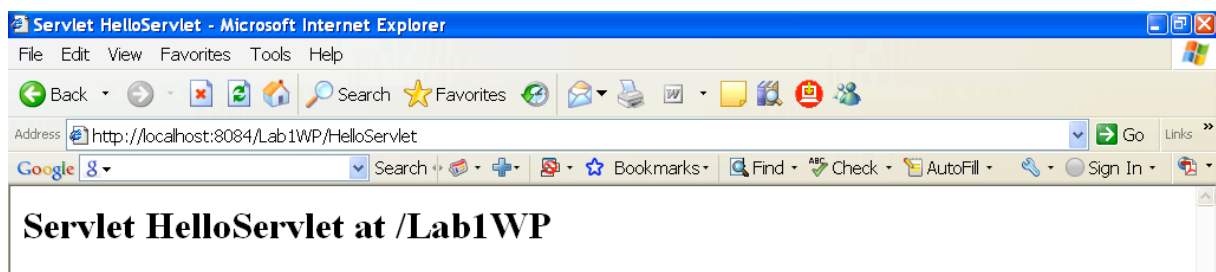 Servlet HelloServlet - Microsoft Internet Explorer
File Edit View Favorites Tools Help
Back Search Favorites
Address http://localhost:8084/Lab1WP/HelloServlet Go Links »
Google Search Bookmarks Find Check AutoFill Sign In
Servlet HelloServlet at /Lab1WP